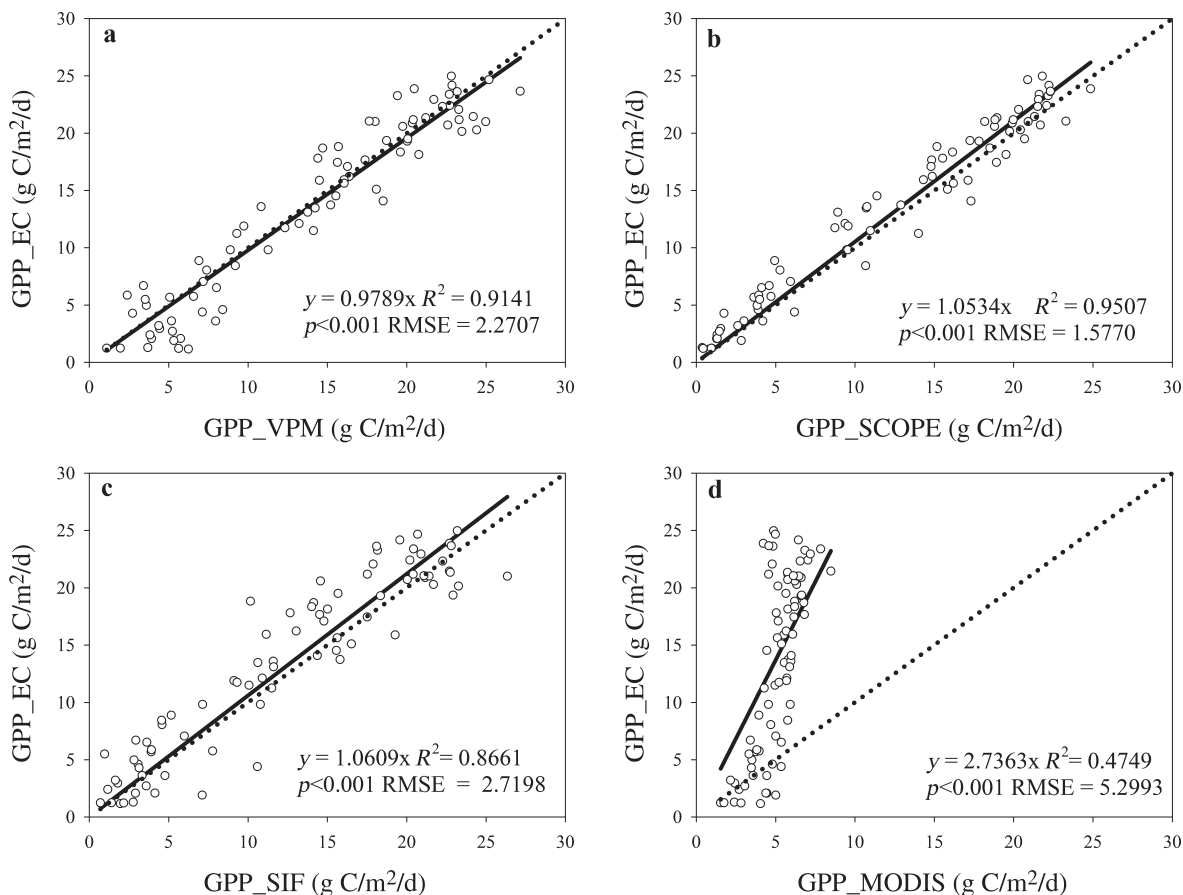 a
30
25
20
15
10
5
0
GPP_EC (g C/m²/d)
y = 0.9789x R² = 0.9141
p<0.001 RMSE = 2.2707
0 5 10 15 20 25 30
GPP_VPM (g C/m²/d)
b
30
25
20
15
10
5
0
GPP_EC (g C/m²/d)
y = 1.0534x R² = 0.9507
p<0.001 RMSE = 1.5770
0 5 10 15 20 25 30
GPP_SCOPE (g C/m²/d)
c
30
25
20
15
10
5
0
GPP_EC (g C/m²/d)
y = 1.0609x R²= 0.8661
p<0.001 RMSE = 2.7198
0 5 10 15 20 25 30
GPP_SIF (g C/m²/d)
d
30
25
20
15
10
5
0
GPP_EC (g C/m²/d)
y = 2.7363x R²= 0.4749
p<0.001 RMSE = 5.2993
0 5 10 15 20 25 30
GPP_MODIS (g C/m²/d)